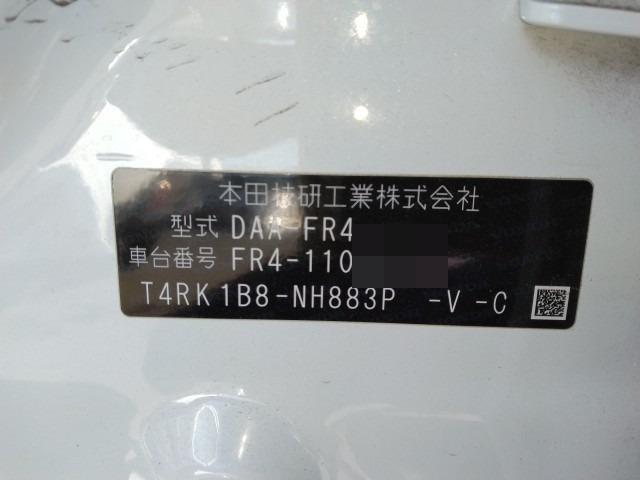 本田技研工業株式会社
型式 DAA-FR4
車台番号 FR4-110
T4RK1B8-NH883P -V -C